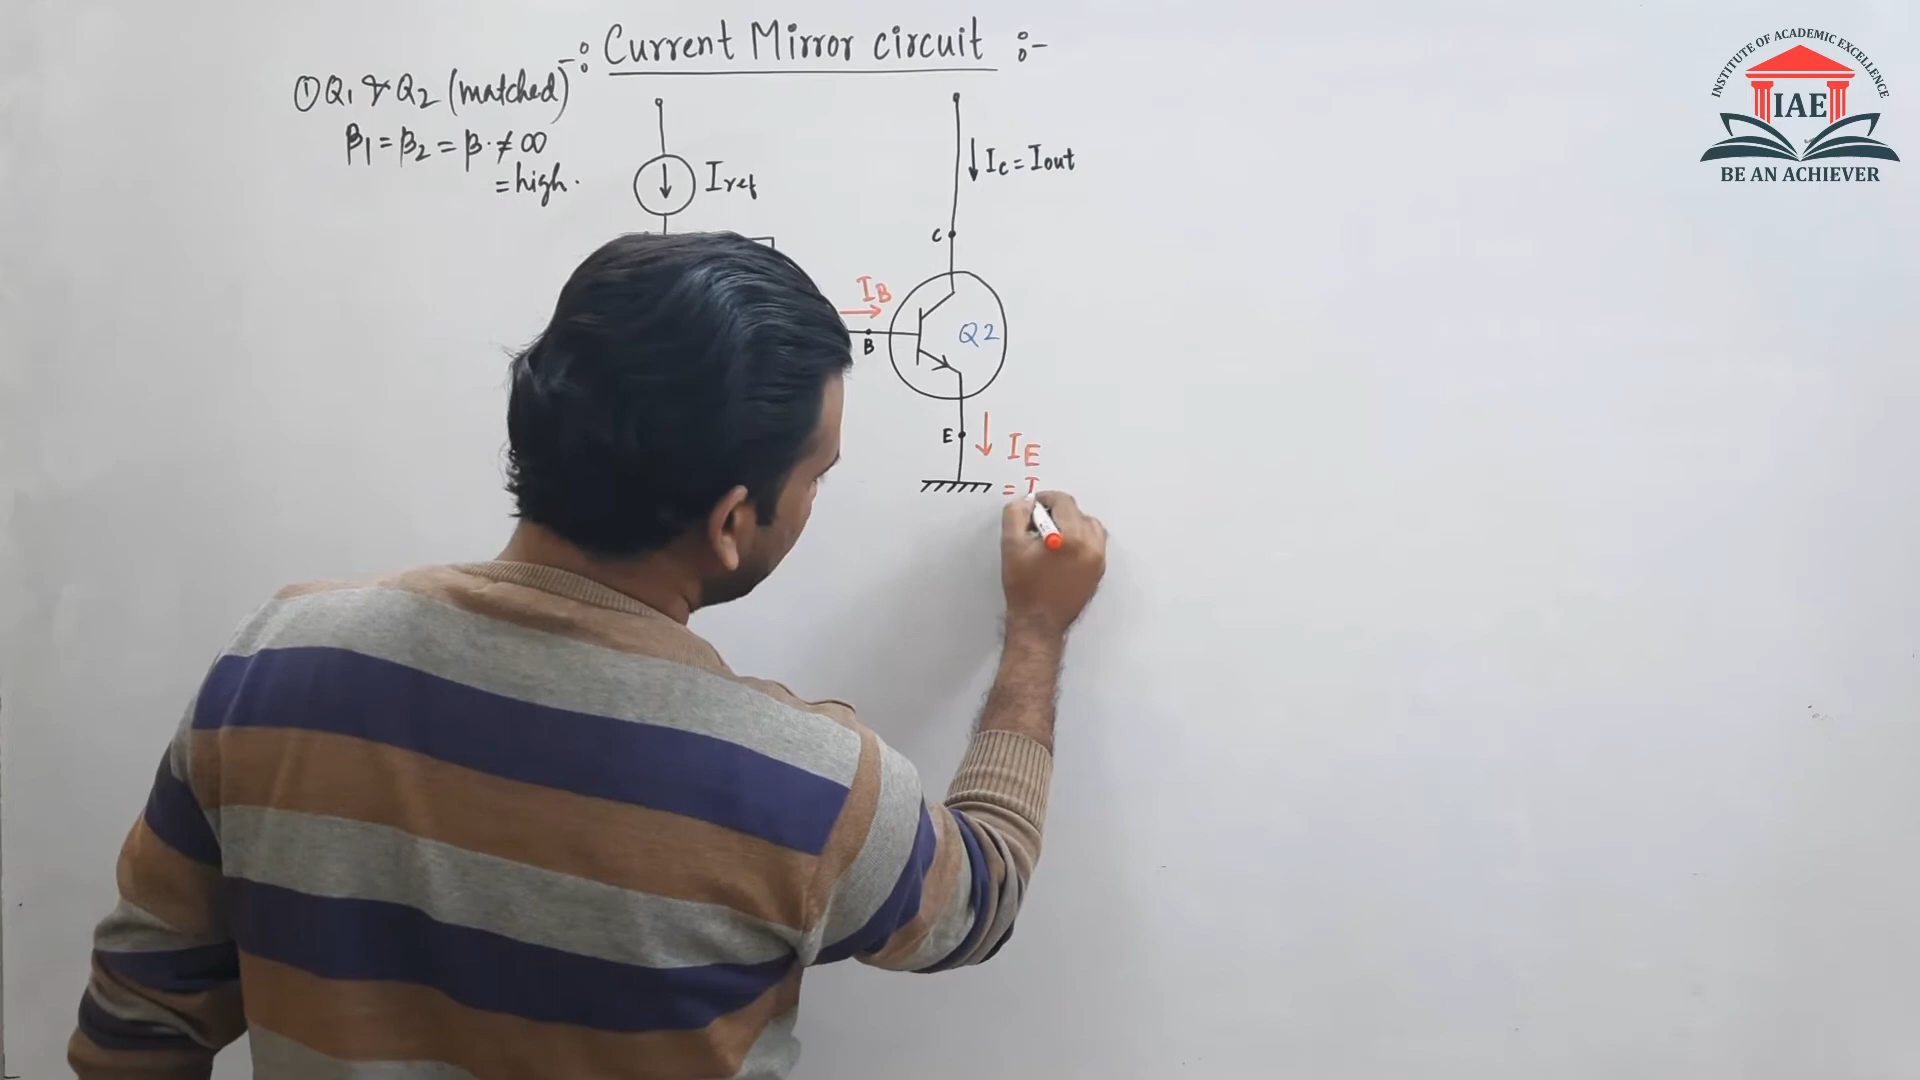 :- Current Mirror circuit :-
① Q1 & Q2 (matched)
β1 = β2 = β. ≠ ∞
= high.
Iref
IC = Iout
C
IB
B
Q2
E
IE
= I
INSTITUTE OF ACADEMIC EXCELLENCE
IAE
BE AN ACHIEVER